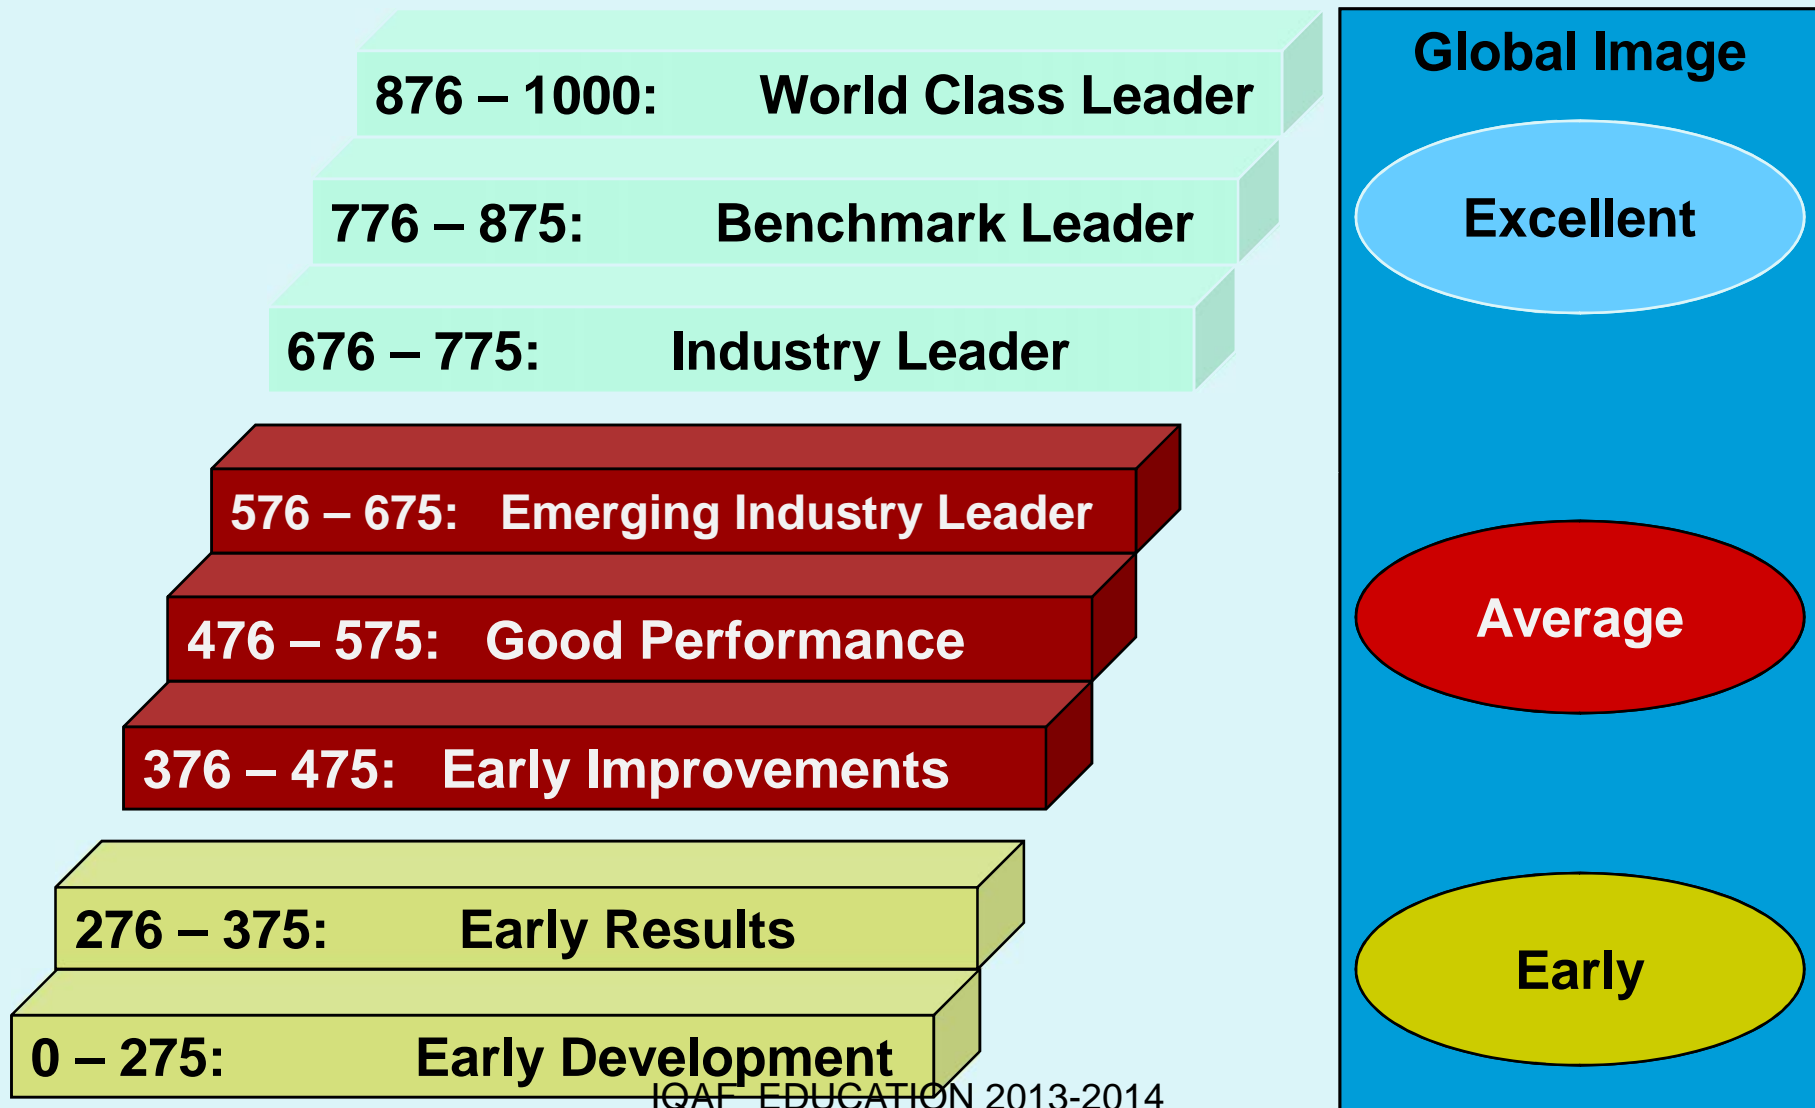 876 – 1000: World Class Leader
776 – 875: Benchmark Leader
676 – 775: Industry Leader
576 – 675: Emerging Industry Leader
476 – 575: Good Performance
376 – 475: Early Improvements
276 – 375: Early Results
0 – 275: Early Development
IQAF EDUCATION 2013-2014
Global Image
Excellent
Average
Early